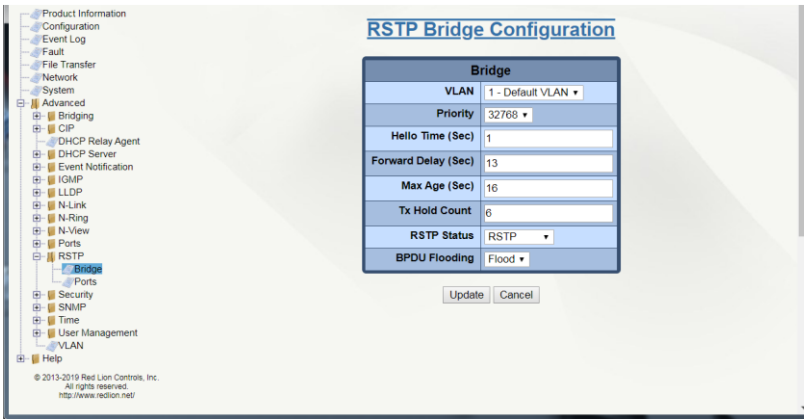 Product Information
Configuration
Event Log
Fault
File Transfer
Network
System
Advanced
Bridging
CIP
DHCP Relay Agent
DHCP Server
Event Notification
IGMP
LLDP
N-Link
N-Ring
N-View
Ports
RSTP
Bridge
Ports
Security
SNMP
Time
User Management
VLAN
Help
© 2013-2019 Red Lion Controls, Inc.
All rights reserved.
http://www.redlion.net/
RSTP Bridge Configuration
Bridge
VLAN 1 - Default VLAN
Priority 32768
Hello Time (Sec) 1
Forward Delay (Sec) 13
Max Age (Sec) 16
Tx Hold Count 6
RSTP Status RSTP
BPDU Flooding Flood
Update Cancel